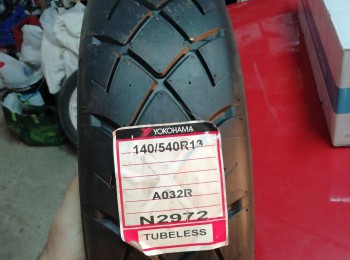 YOKOHAMA
140/540R13
A032R
N2972
TUBELESS